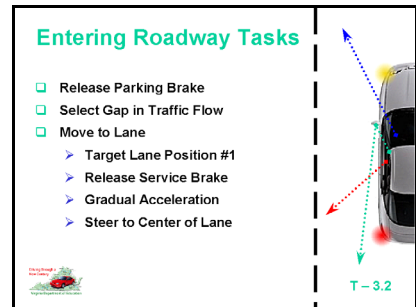 Entering Roadway Tasks
Release Parking Brake
Select Gap in Traffic Flow
Move to Lane
Target Lane Position #1
Release Service Brake
Gradual Acceleration
Steer to Center of Lane
T – 3.2